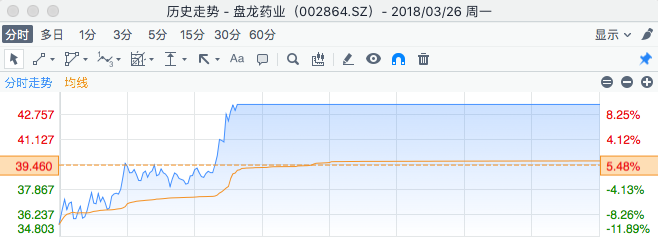 历史走势 - 盘龙药业（002864.SZ）- 2018/03/26 周一
分时 多日 1分 3分 5分 15分 30分 60分 显示
Aa
分时走势 均线
42.757 8.25%
41.127 4.12%
39.460 5.48%
37.867 -4.13%
36.237 -8.26%
34.803 -11.89%